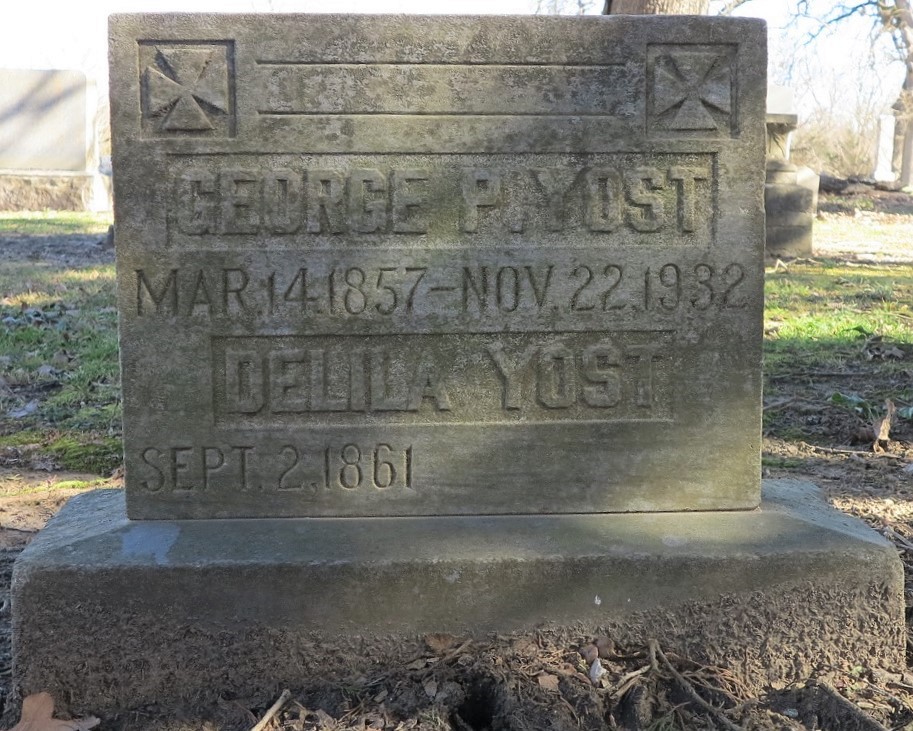 GEORGE P. YOST
MAR. 14. 1857 - NOV. 22. 1932
DELILA YOST
SEPT. 2. 1861